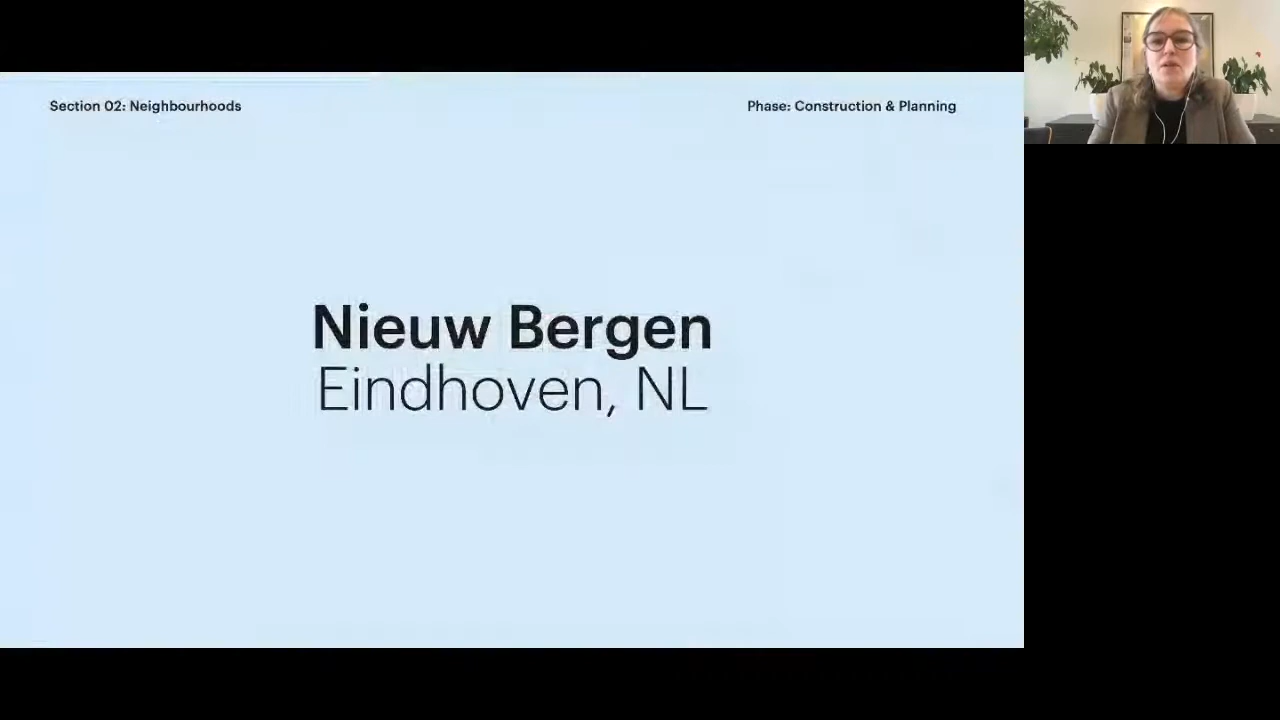 Section 02: Neighbourhoods
Phase: Construction & Planning
Nieuw Bergen
Eindhoven, NL